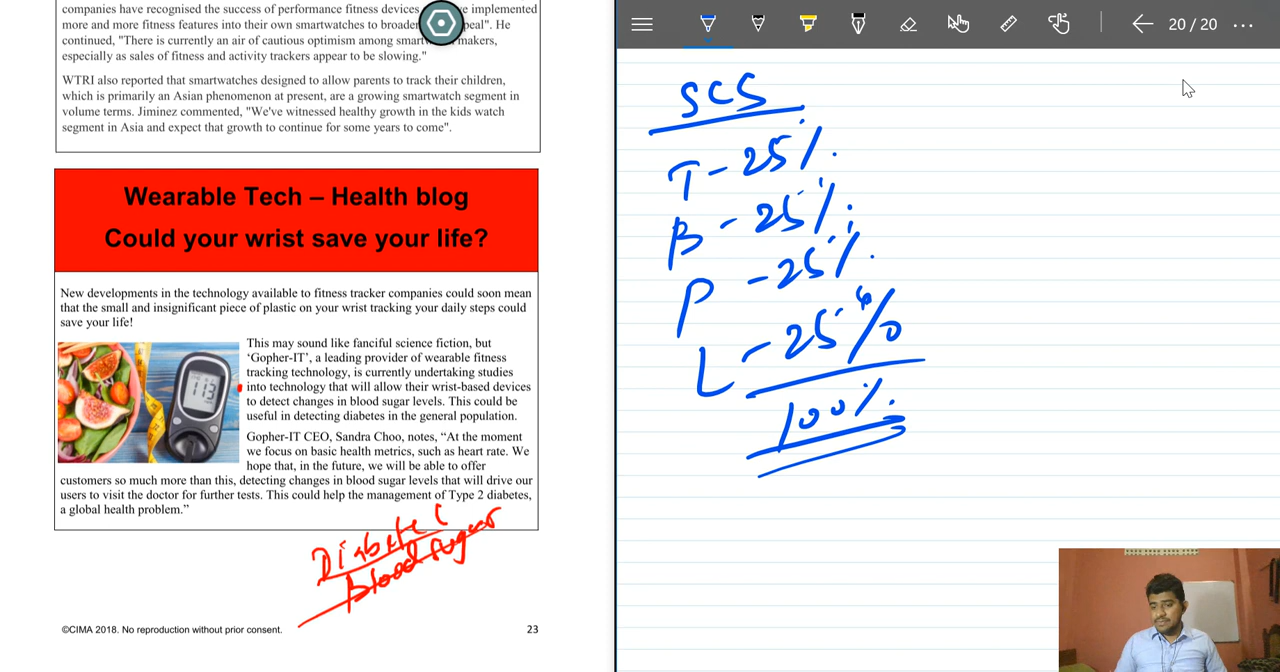 companies have recognised the success of performance fitness devices implemented
more and more fitness features into their own smartwatches to broaden peal". He
continued, "There is currently an air of cautious optimism among makers,
especially as sales of fitness and activity trackers appear to be slowing."
WTRI also reported that smartwatches designed to allow parents to track their children,
which is primarily an Asian phenomenon at present, are a growing smartwatch segment in
volume terms. Jiminez commented, "We've witnessed healthy growth in the kids watch
segment in Asia and expect that growth to continue for some years to come".
Wearable Tech – Health blog
Could your wrist save your life?
New developments in the technology available to fitness tracker companies could soon mean
that the small and insignificant piece of plastic on your wrist tracking your daily steps could
save your life!
This may sound like fanciful science fiction, but
'Gopher-IT', a leading provider of wearable fitness
tracking technology, is currently undertaking studies
into technology that will allow their wrist-based devices
to detect changes in blood sugar levels. This could be
useful in detecting diabetes in the general population.
113
Gopher-IT CEO, Sandra Choo, notes, "At the moment
we focus on basic health metrics, such as heart rate. We
hope that, in the future, we will be able to offer
customers so much more than this, detecting changes in blood sugar levels that will drive our
users to visit the doctor for further tests. This could help the management of Type 2 diabetes,
a global health problem."
Blood sugar
©CIMA 2018. No reproduction without prior consent.
23
20 / 20
SCS
T - 25%
B - 25%
P - 25%
L - 25%
100%